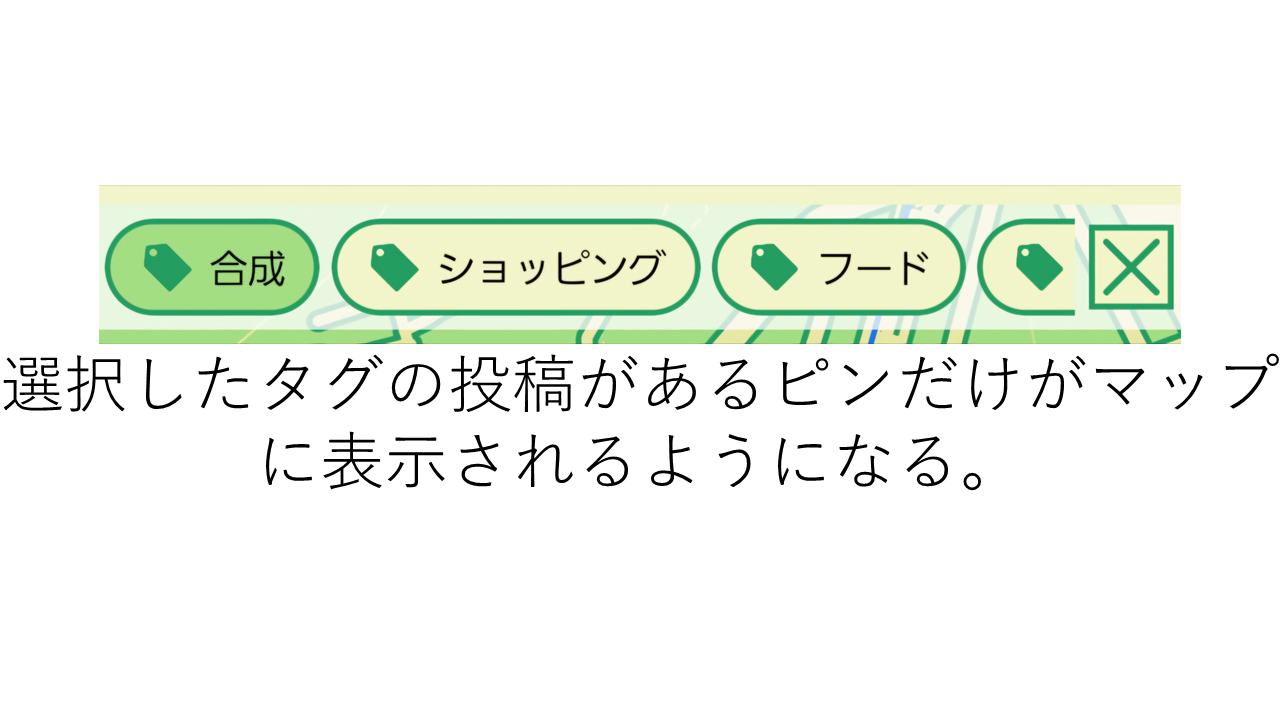 合成 ショッピング フード
選択したタグの投稿があるピンだけがマップ
に表示されるようになる。